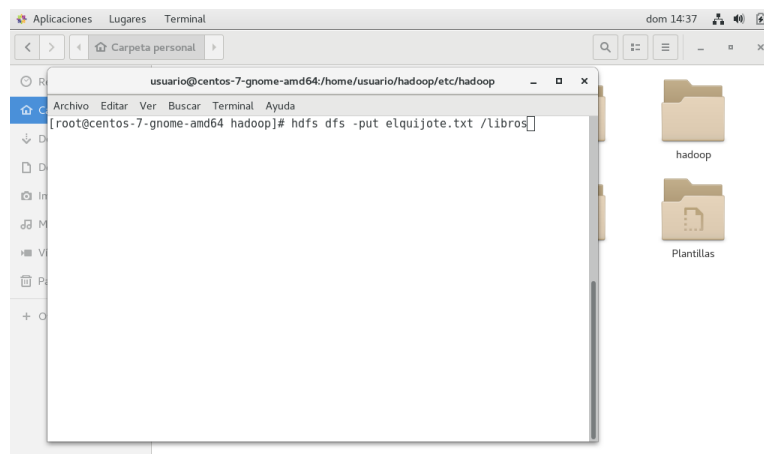 Aplicaciones Lugares Terminal dom 14:37
Carpeta personal
usuario@centos-7-gnome-amd64:/home/usuario/hadoop/etc/hadoop
Archivo Editar Ver Buscar Terminal Ayuda
[root@centos-7-gnome-amd64 hadoop]# hdfs dfs -put elquijote.txt /libros
hadoop
Plantillas